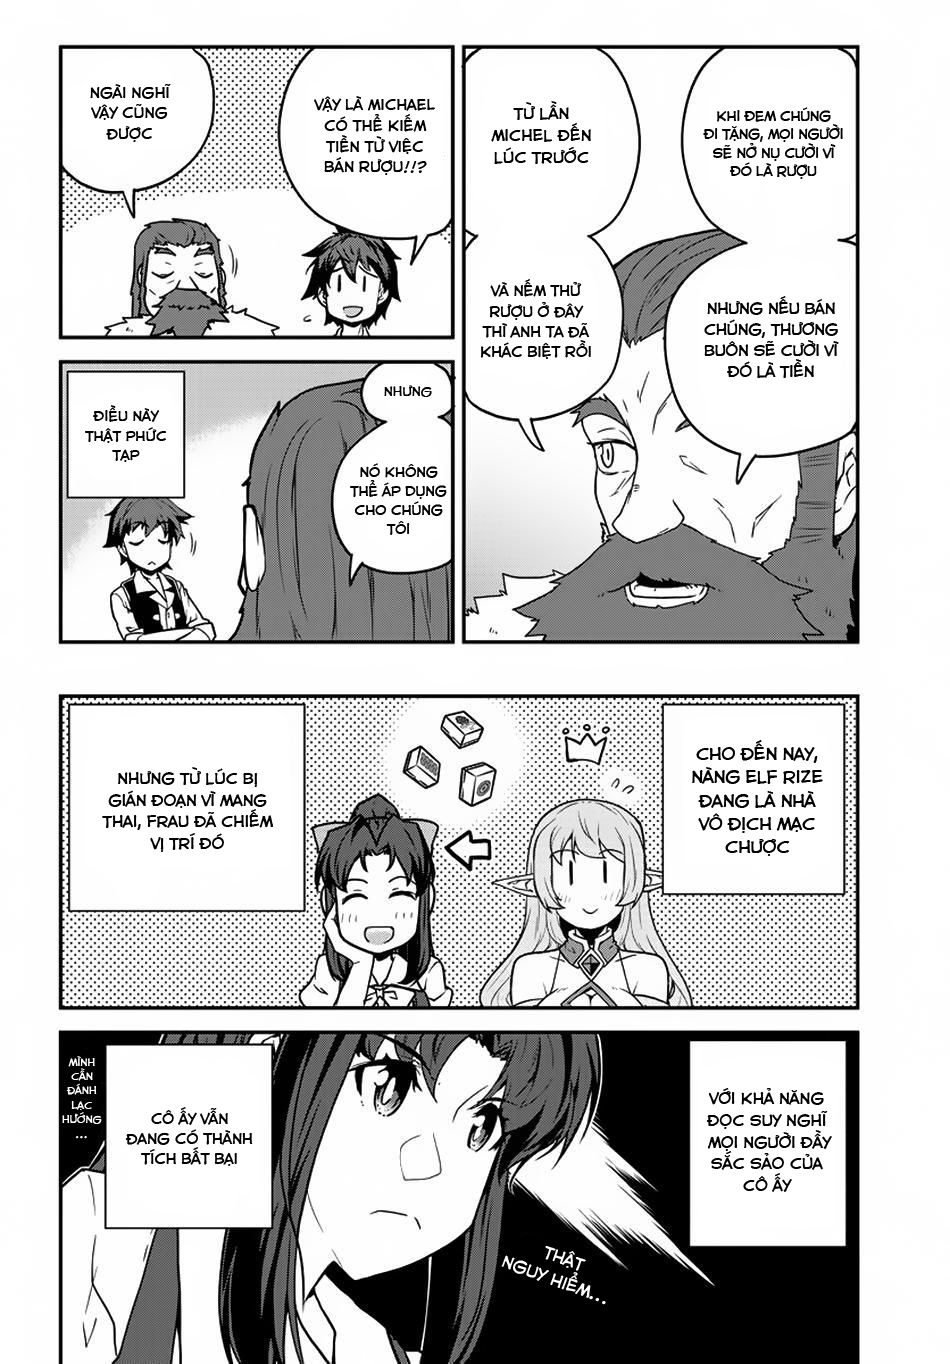 KHI ĐEM CHÚNG
ĐI TẶNG, MỌI NGƯỜI
SẼ NỞ NỤ CƯỜI VÌ
ĐÓ LÀ RƯỢU
NHƯNG NẾU BÁN
CHÚNG, THƯƠNG
BUÔN SẼ CƯỜI VÌ
ĐÓ LÀ TIỀN
TỪ LẦN
MICHEL ĐẾN
LÚC TRƯỚC
VÀ NẾM THỬ
RƯỢU Ở ĐÂY
THÌ ANH TA ĐÃ
KHÁC BIỆT RỒI
VẬY LÀ MICHAEL
CÓ THỂ KIẾM
TIỀN TỪ VIỆC
BÁN RƯỢU!!?
NGÀI NGHĨ
VẬY CŨNG
ĐƯỢC
NHƯNG
NÓ KHÔNG
THỂ ÁP DỤNG
CHO CHÚNG
TÔI
ĐIỀU NÀY
THẬT PHỨC
TẠP
CHO ĐẾN NAY,
NÀNG ELF RIZE
ĐANG LÀ NHÀ
VÔ ĐỊCH MẠC
CHƯỢC
NHƯNG TỪ LÚC BỊ
GIÁN ĐOẠN VÌ MANG
THAI, FRAU ĐÃ CHIẾM
VỊ TRÍ ĐÓ
VỚI KHẢ NĂNG
ĐỌC SUY NGHĨ
MỌI NGƯỜI ĐẦY
SẮC SẢO CỦA
CÔ ẤY
THẬT
NGUY HIỂM...
CÔ ẤY VẪN
ĐANG CÓ THÀNH
TÍCH BẤT BẠI
MÌNH
CẦN
ĐÁNH
LẠC
HƯỚNG
...